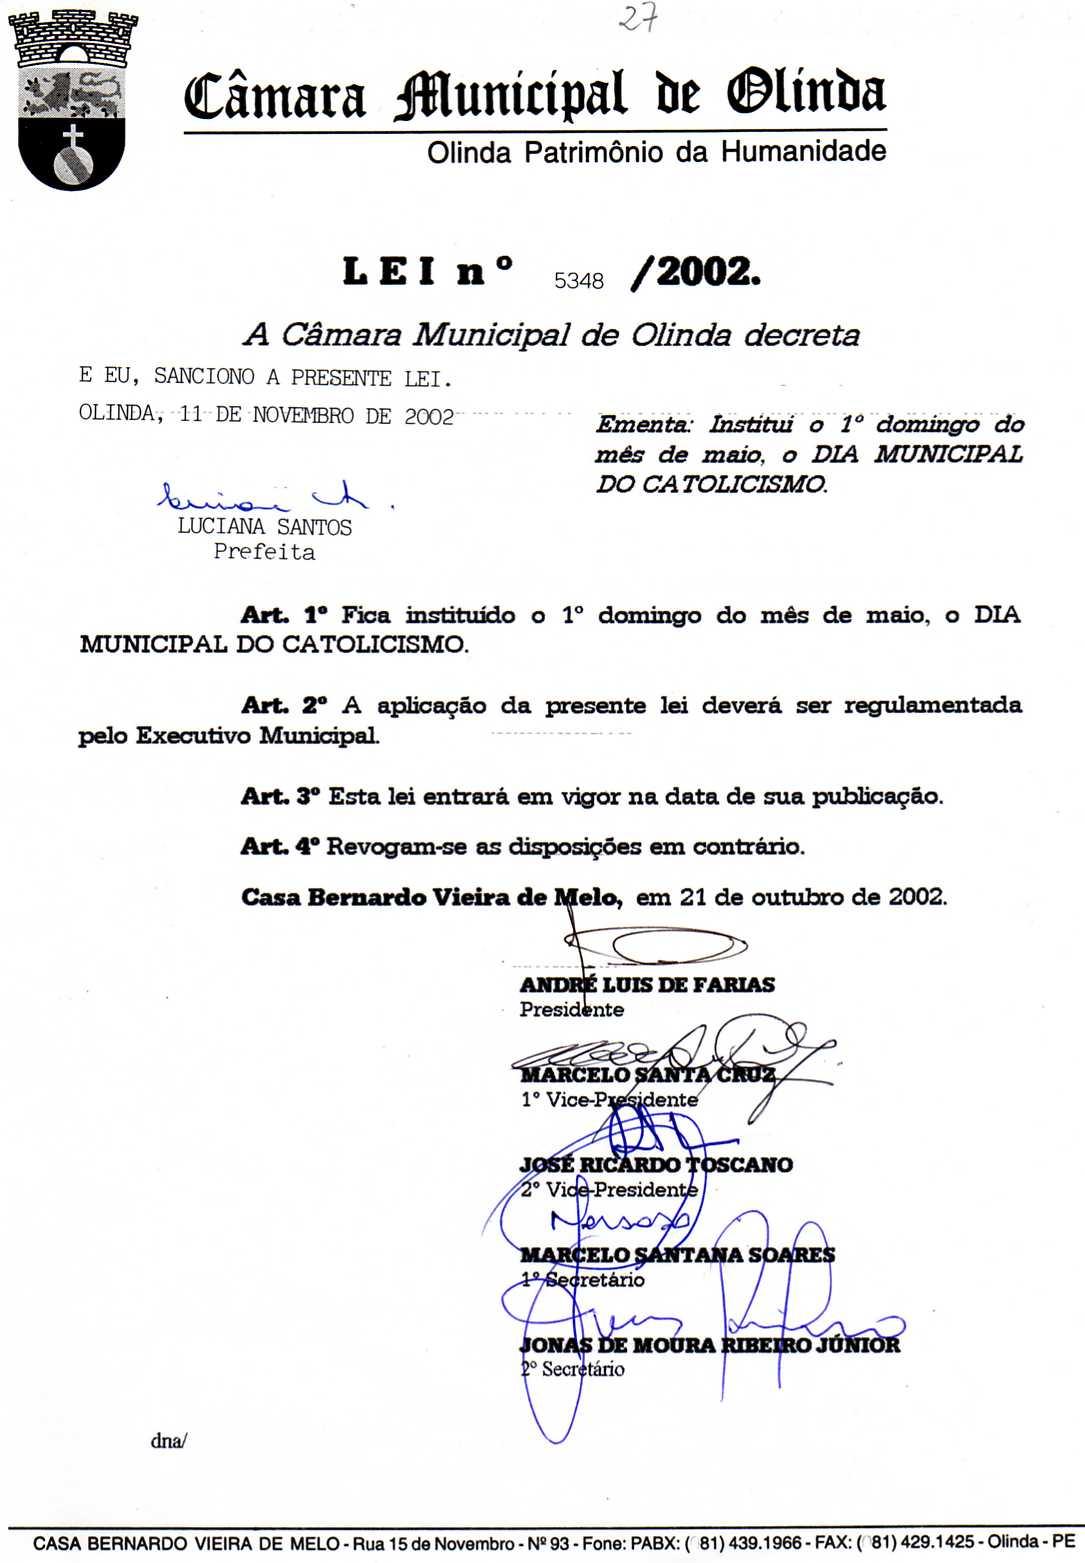 27
Câmara Municipal de Olinda
Olinda Patrimônio da Humanidade
LEI nº 5348 /2002.
A Câmara Municipal de Olinda decreta
E EU, SANCIONO A PRESENTE LEI.
OLINDA, 11 DE NOVEMBRO DE 2002
Ementa: Institui o 1º domingo do
mês de maio, o DIA MUNICIPAL
DO CATOLICISMO.
LUCIANA SANTOS
Prefeita
Art. 1º Fica instituído o 1º domingo do mês de maio, o DIA
MUNICIPAL DO CATOLICISMO.
Art. 2º A aplicação da presente lei deverá ser regulamentada
pelo Executivo Municipal.
Art. 3º Esta lei entrará em vigor na data de sua publicação.
Art. 4º Revogam-se as disposições em contrário.
Casa Bernardo Vieira de Melo, em 21 de outubro de 2002.
ANDRÉ LUIS DE FARIAS
Presidente
MARCELO SANTA CRUZ
1º Vice-Presidente
JOSÉ RICARDO TOSCANO
2º Vice-Presidente
MARCELO SANTANA SOARES
1º Secretário
JONAS DE MOURA RIBEIRO JÚNIOR
2º Secretário
dna/
CASA BERNARDO VIEIRA DE MELO - Rua 15 de Novembro - Nº 93 - Fone: PABX: (081) 439.1966 - FAX: (081) 429.1425 - Olinda - PE